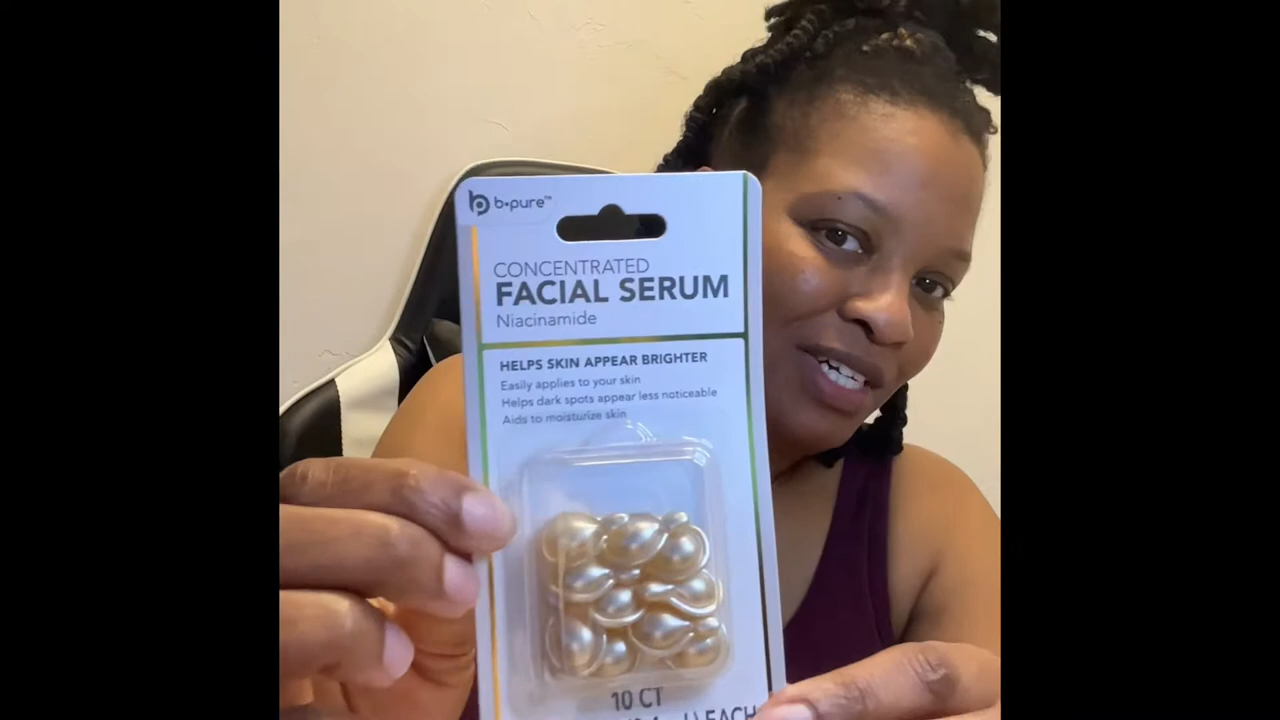 b•pure™
CONCENTRATED
FACIAL SERUM
Niacinamide
HELPS SKIN APPEAR BRIGHTER
Easily applies to your skin
Helps dark spots appear less noticeable
Aids to moisturize skin
10 CT
EACH